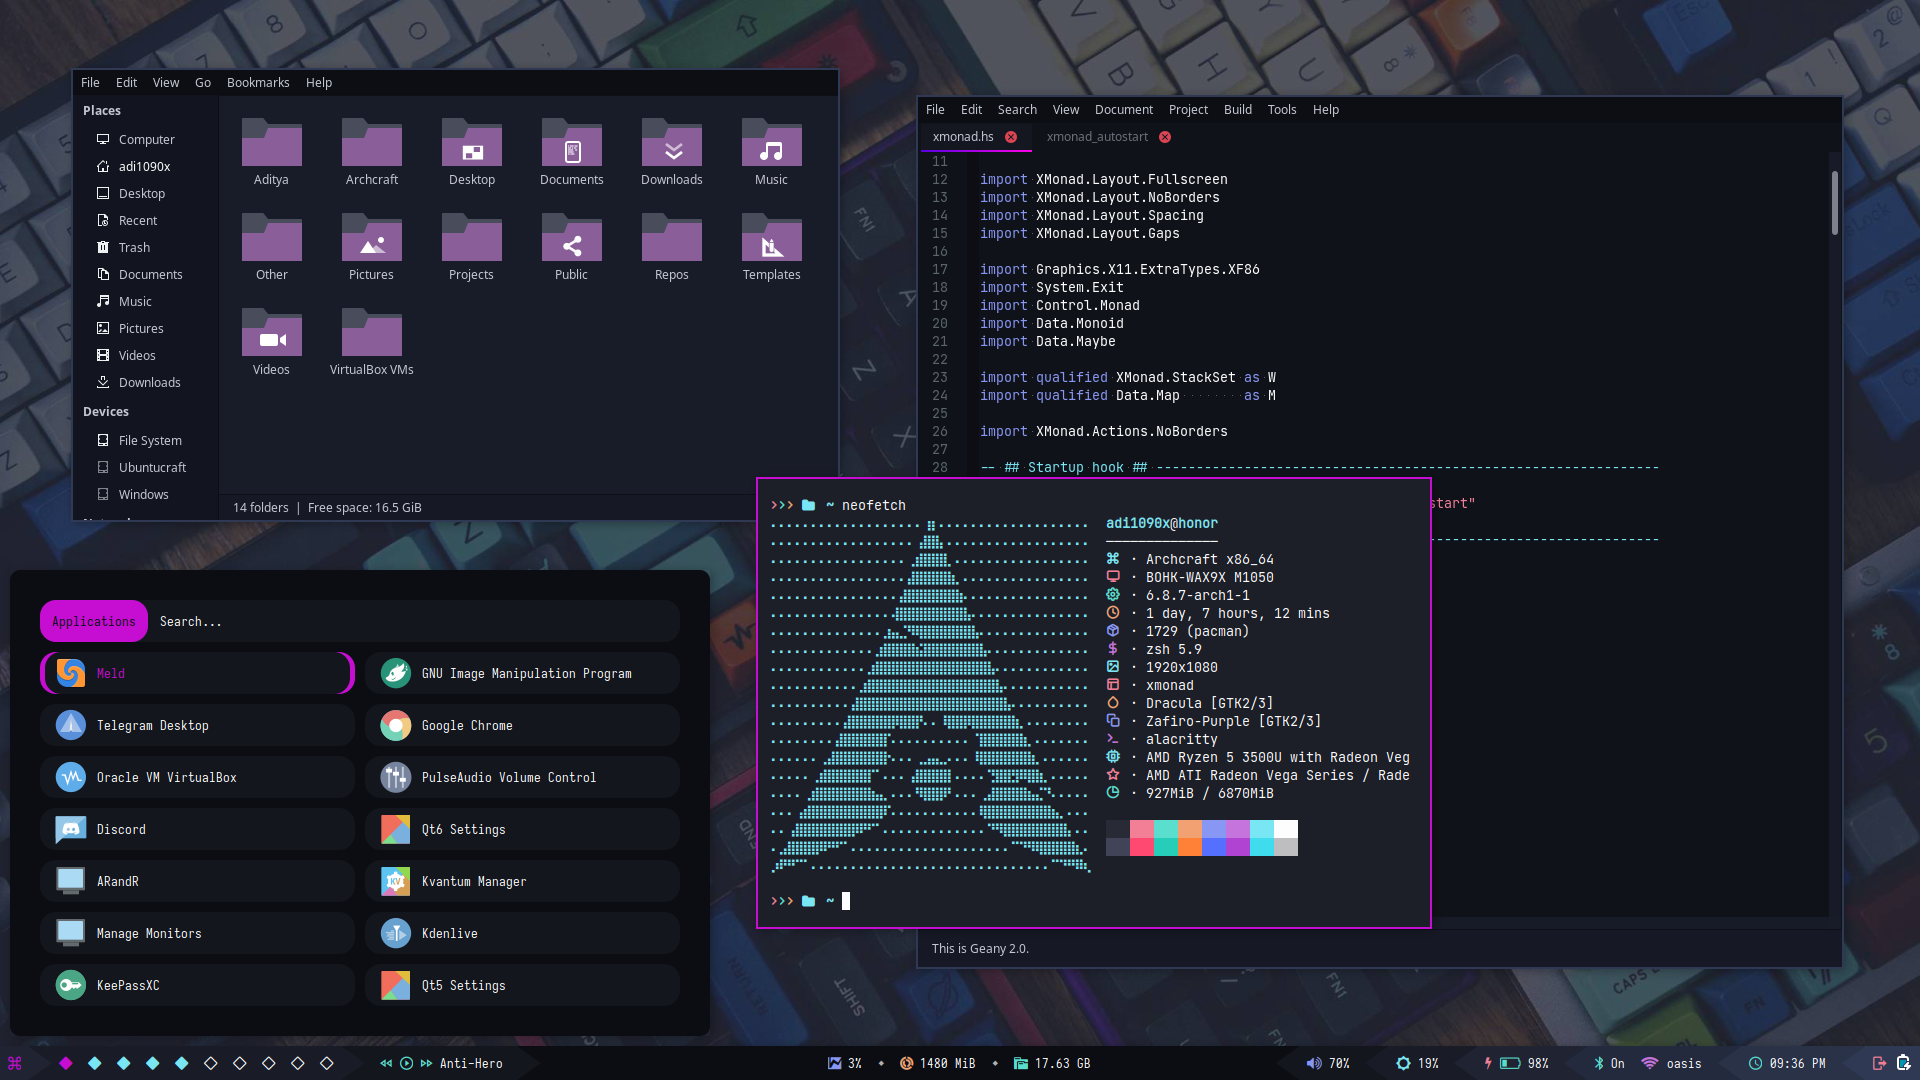 File Edit View Go Bookmarks Help
Places
Computer
adi1090x
Desktop
Recent
Trash
Documents
Music
Pictures
Videos
Downloads
Devices
File System
Ubuntucraft
Windows
Aditya Archcraft Desktop Documents Downloads Music
Other Pictures Projects Public Repos Templates
Videos VirtualBox VMs
14 folders | Free space: 16.5 GiB
File Edit Search View Document Project Build Tools Help
xmonad.hs xmonad_autostart
11
12 import XMonad.Layout.Fullscreen
13 import XMonad.Layout.NoBorders
14 import XMonad.Layout.Spacing
15 import XMonad.Layout.Gaps
16
17 import Graphics.X11.ExtraTypes.XF86
18 import System.Exit
19 import Control.Monad
20 import Data.Monoid
21 import Data.Maybe
22
23 import qualified XMonad.StackSet as W
24 import qualified Data.Map as M
25
26 import XMonad.Actions.NoBorders
27
28 -- ## Startup hook ## ---------------------------------------------------------------
start"
This is Geany 2.0.
>>> ~ neofetch
adi1090x@honor
Archcraft x86_64
BOHK-WAX9X M1050
6.8.7-arch1-1
1 day, 7 hours, 12 mins
1729 (pacman)
zsh 5.9
1920x1080
xmonad
Dracula [GTK2/3]
Zafiro-Purple [GTK2/3]
alacritty
AMD Ryzen 5 3500U with Radeon Veg
AMD ATI Radeon Vega Series / Rade
927MiB / 6870MiB
>>> ~
Applications Search...
Meld GNU Image Manipulation Program
Telegram Desktop Google Chrome
Oracle VM VirtualBox PulseAudio Volume Control
Discord Qt6 Settings
ARandR Kvantum Manager
Manage Monitors Kdenlive
KeePassXC Qt5 Settings
Anti-Hero 3% 1480 MiB 17.63 GB 70% 19% 98% On oasis 09:36 PM